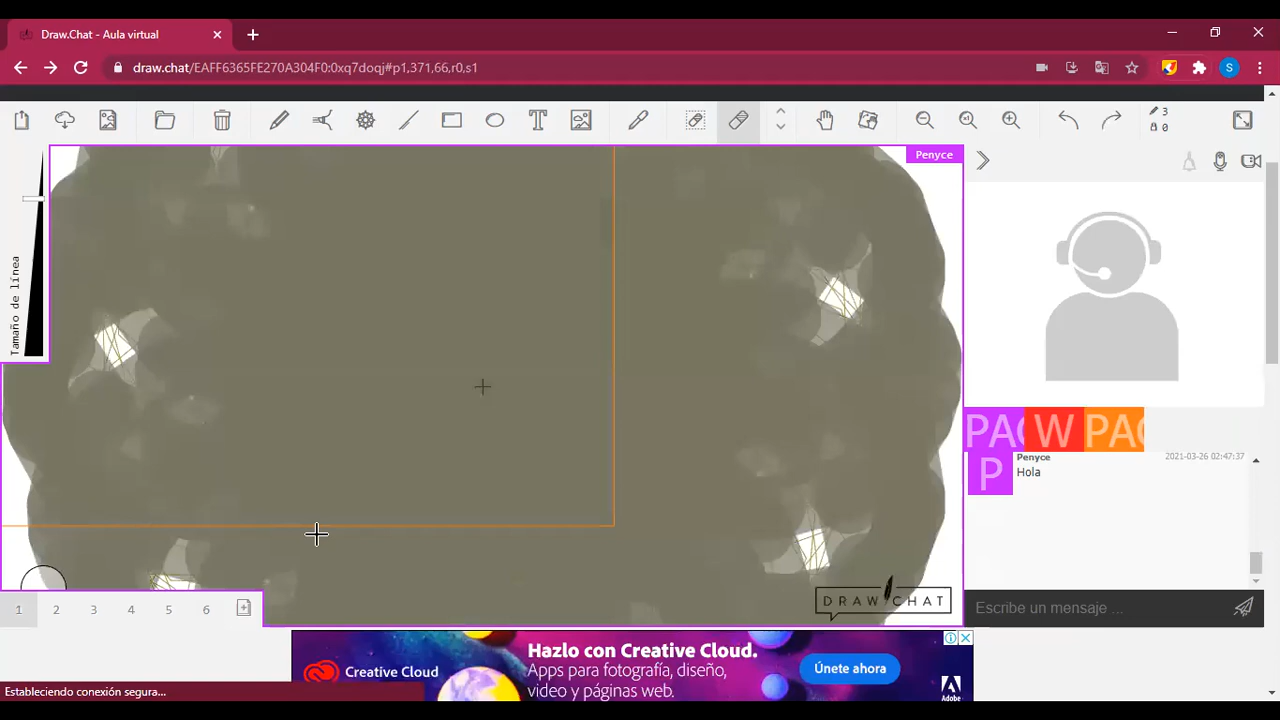 Draw.Chat - Aula virtual
draw.chat/EAFF6365FE270A304F0:0xq7doqj#p1,371,66,r0,s1
S
3
0
Tamaño de línea
Penyce
PAC W PAC
P
Penyce 2021-03-26 02:47:37
Hola
1 2 3 4 5 6
DRAW CHAT
Escribe un mensaje ...
Creative Cloud
Hazlo con Creative Cloud.
Apps para fotografía, diseño,
video y páginas web.
Únete ahora
Adobe
Estableciendo conexión segura...